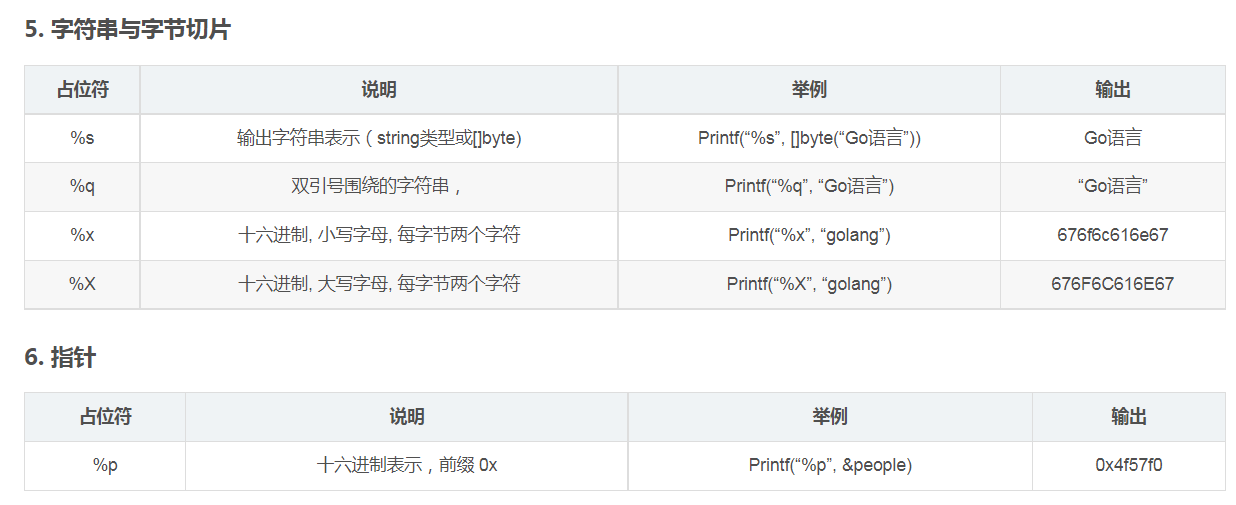 5. 字符串与字节切片
占位符 说明 举例 输出
%s 输出字符串表示（string类型或[]byte) Printf(“%s”, []byte(“Go语言”)) Go语言
%q 双引号围绕的字符串， Printf(“%q”, “Go语言”) “Go语言”
%x 十六进制, 小写字母, 每字节两个字符 Printf(“%x”, “golang”) 676f6c616e67
%X 十六进制, 大写字母, 每字节两个字符 Printf(“%X”, “golang”) 676F6C616E67
6. 指针
占位符 说明 举例 输出
%p 十六进制表示，前缀 0x Printf(“%p”, &people) 0x4f57f0